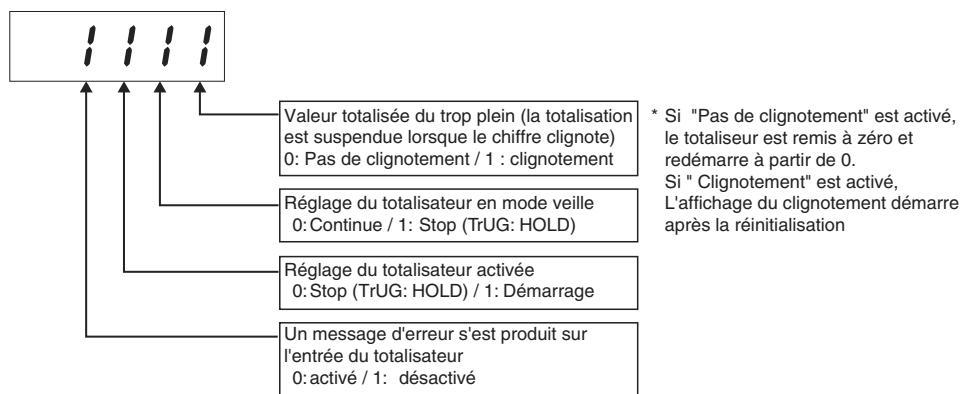 1111
Valeur totalisée du trop plein (la totalisation
est suspendue lorsque le chiffre clignote)
0: Pas de clignotement / 1 : clignotement
* Si "Pas de clignotement" est activé,
le totaliseur est remis à zéro et
redémarre à partir de 0.
Si " Clignotement" est activé,
L'affichage du clignotement démarre
après la réinitialisation
Réglage du totalisateur en mode veille
0: Continue / 1: Stop (TrUG: HOLD)
Réglage du totalisateur activée
0: Stop (TrUG: HOLD) / 1: Démarrage
Un message d'erreur s'est produit sur
l'entrée du totalisateur
0: activé / 1: désactivé